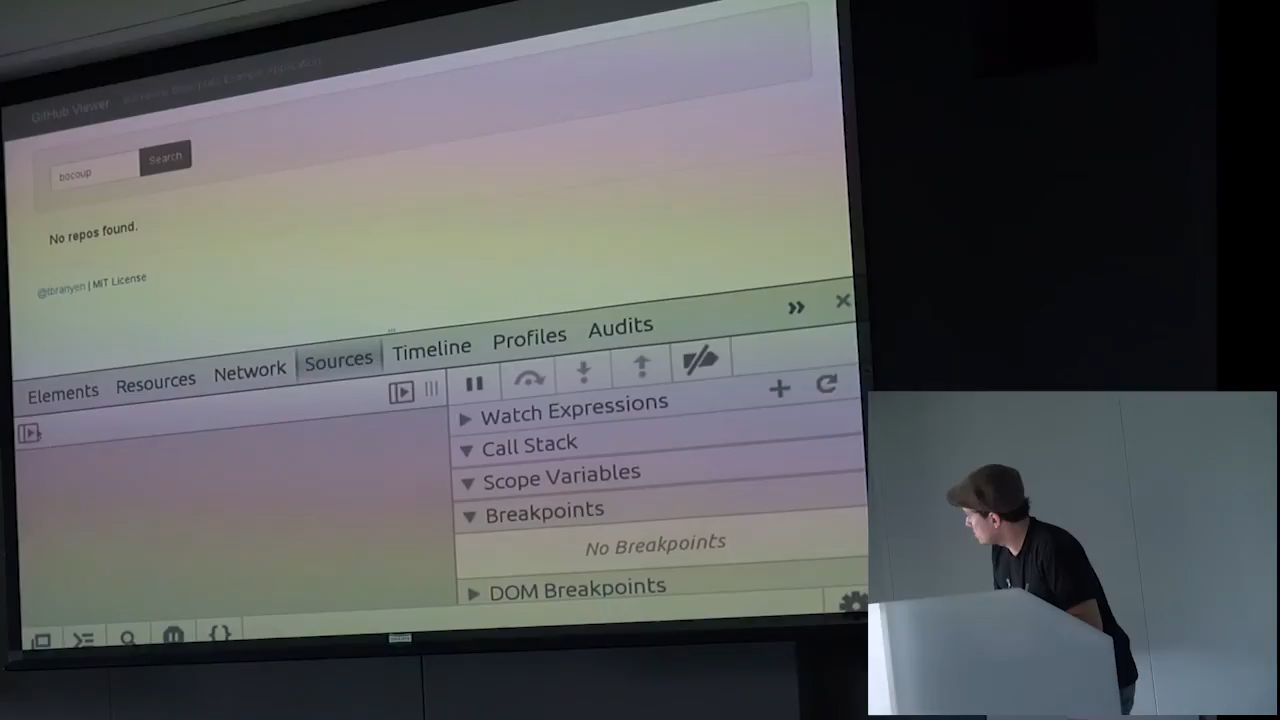 GitHub Viewer
bocoup
Search
No repos found.
@tbranyen | MIT License
Elements Resources Network Sources Timeline Profiles Audits
Watch Expressions
Call Stack
Scope Variables
Breakpoints
No Breakpoints
DOM Breakpoints